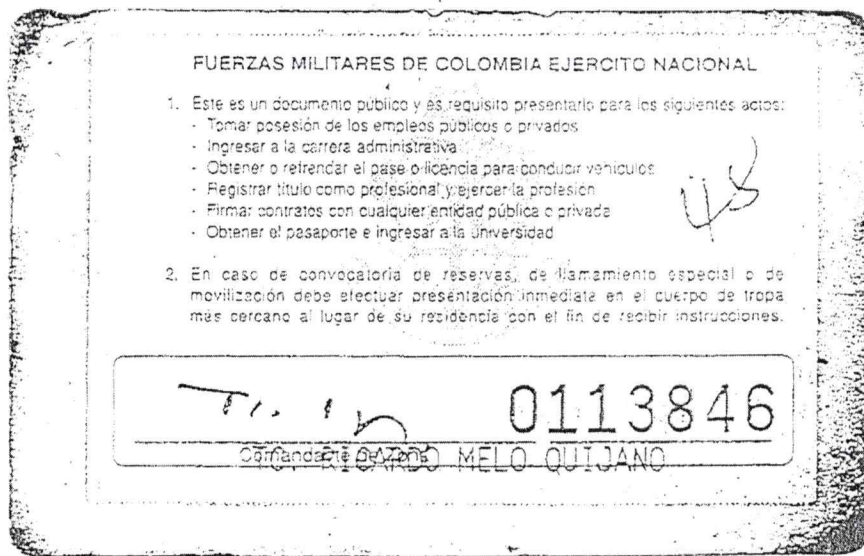 FUERZAS MILITARES DE COLOMBIA EJERCITO NACIONAL
1. Este es un documento público y es requisito presentarlo para los siguientes actos:
- Tomar posesión de los empleos públicos o privados
- Ingresar a la carrera administrativa
- Obtener o refrendar el pase o licencia para conducir vehículos
- Registrar título como profesional y ejercer la profesión
- Firmar contratos con cualquier entidad pública o privada
- Obtener el pasaporte e ingresar a la universidad
2. En caso de convocatoria de reservas, de llamamiento especial o de
movilización debe efectuar presentación inmediata en el cuerpo de tropa
más cercano al lugar de su residencia con el fin de recibir instrucciones.
0113846
Comandante de Zona
TC. RICARDO MELO QUIJANO